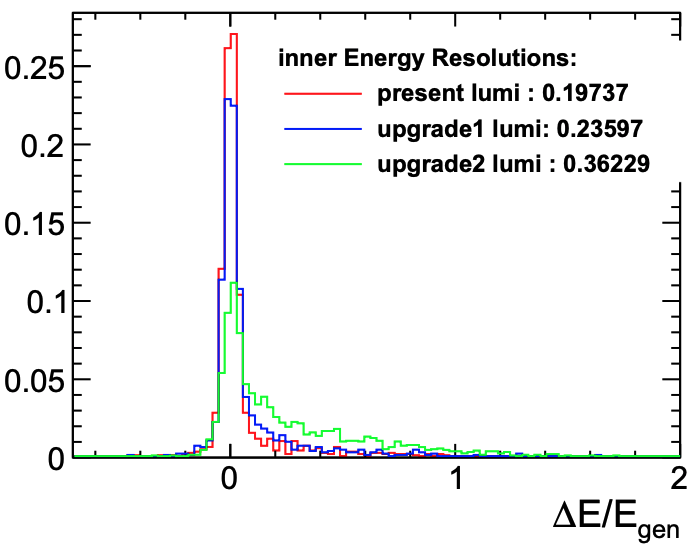 inner Energy Resolutions:
present lumi : 0.19737
upgrade1 lumi: 0.23597
upgrade2 lumi : 0.36229
0.25
0.2
0.15
0.1
0.05
0
0 1 2
ΔE/Egen